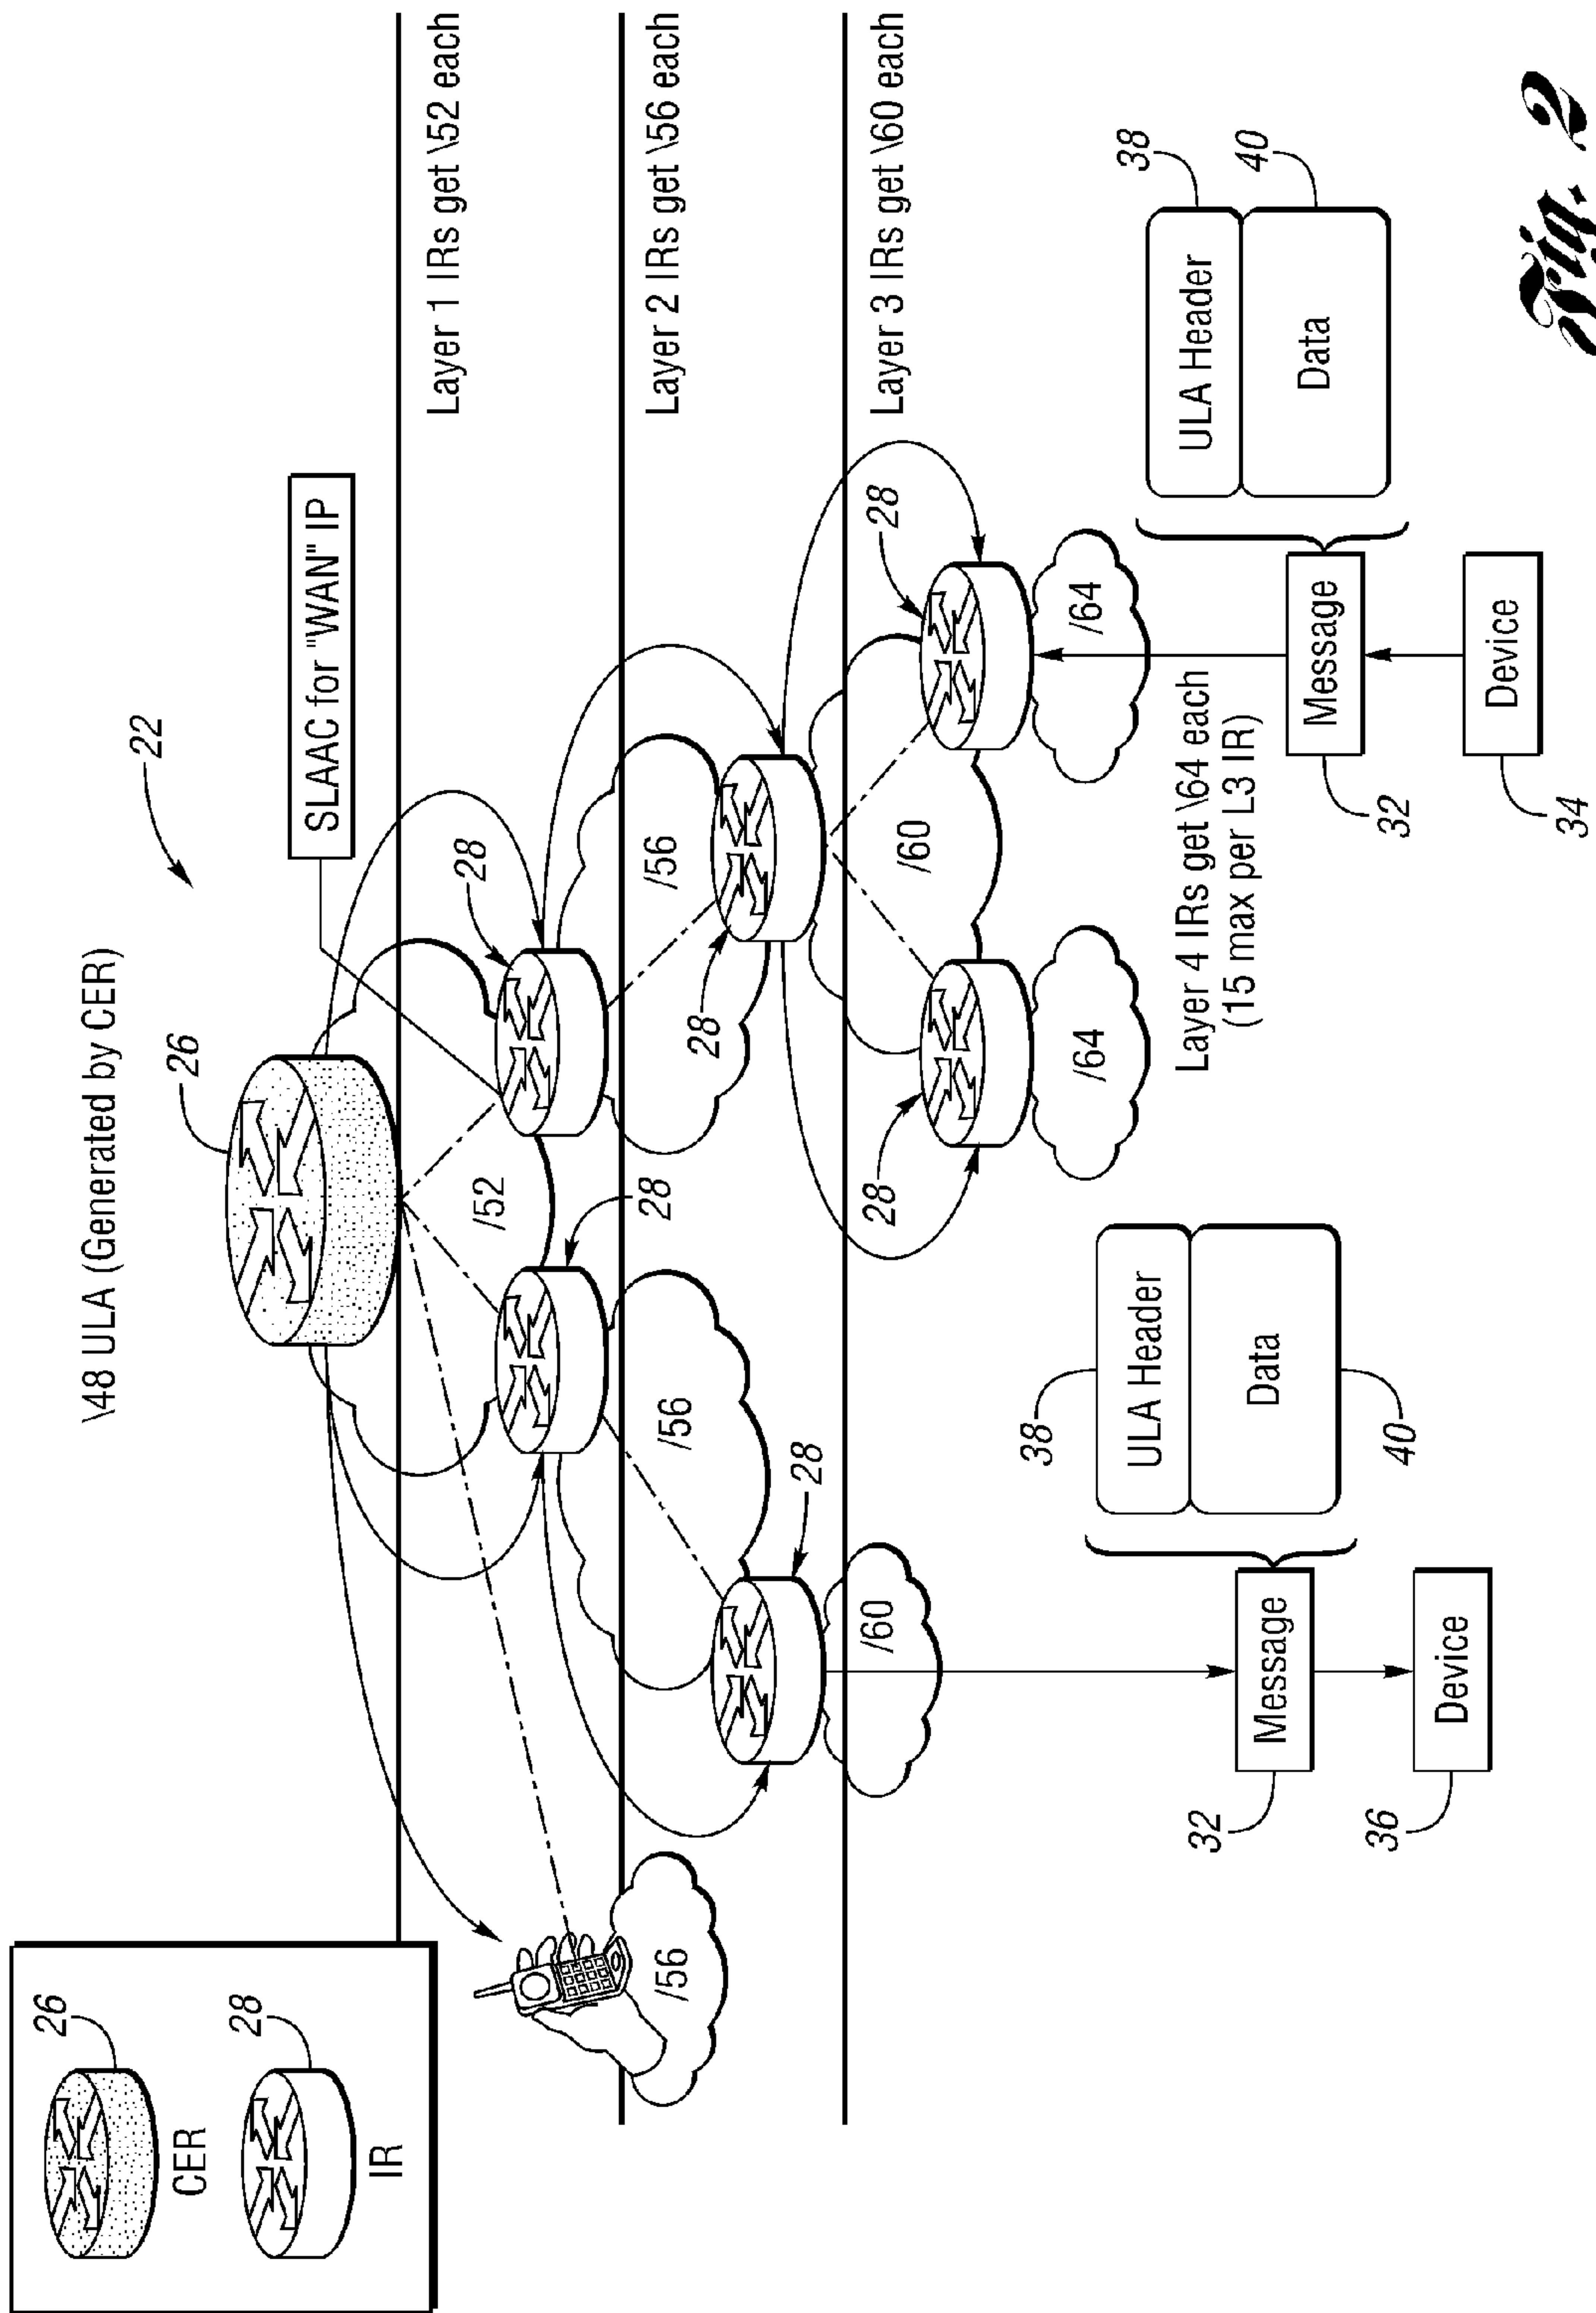 26
CER
28
IR
\48 ULA (Generated by CER)
22
26
SLAAC for "WAN" IP
Layer 1 IRs get \52 each
28
/52
28
Layer 2 IRs get \56 each
/56
/56
/56
28
28
Layer 3 IRs get \60 each
/60
/60
28
28
/64
/64
Layer 4 IRs get \64 each
(15 max per L3 IR)
32
Message
36
Device
38
ULA Header
Data
40
32
Message
34
Device
38
ULA Header
40
Data
Fig. 2